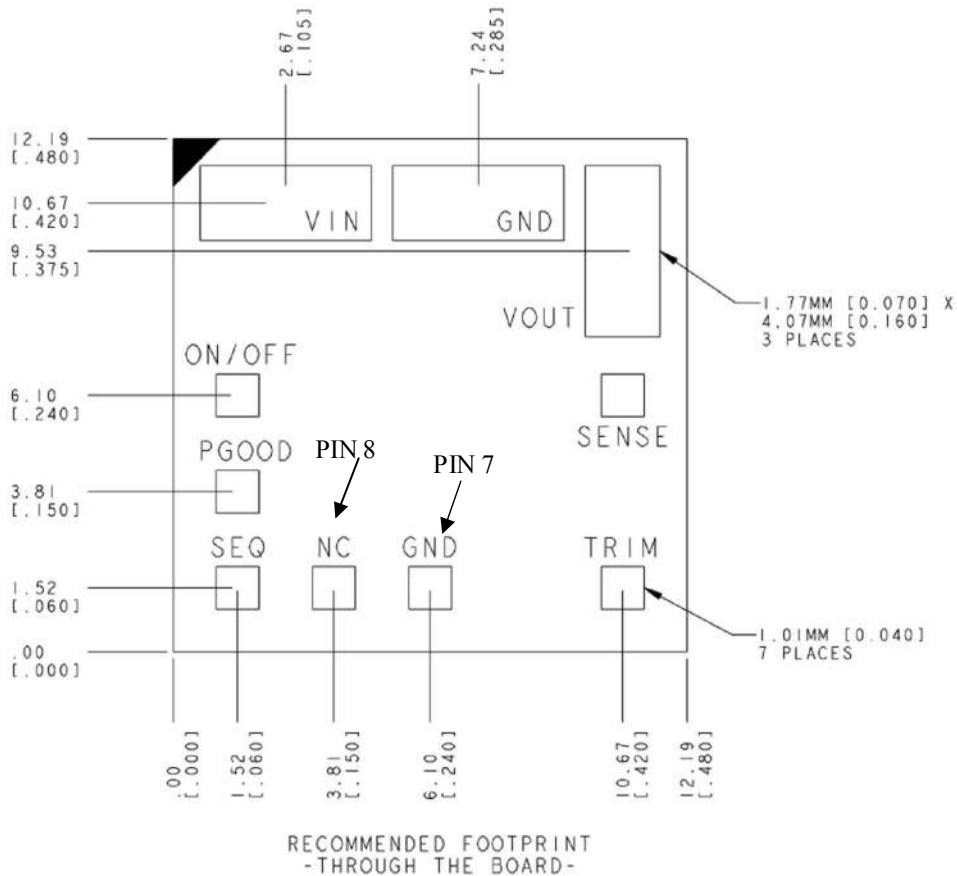 2.67
[.105]
7.24
[.285]
12.19
[.480]
10.67
[.420]
VIN
GND
9.53
[.375]
1.77MM [0.070] X
4.07MM [0.160]
3 PLACES
VOUT
ON/OFF
6.10
[.240]
SENSE
PGOOD
PIN 8
PIN 7
3.81
[.150]
SEQ
NC
GND
TRIM
1.52
[.060]
1.01MM [0.040]
7 PLACES
.00
[.000]
.00
[.000]
1.52
[.060]
3.81
[.150]
6.10
[.240]
10.67
[.420]
12.19
[.480]
RECOMMENDED FOOTPRINT
-THROUGH THE BOARD-